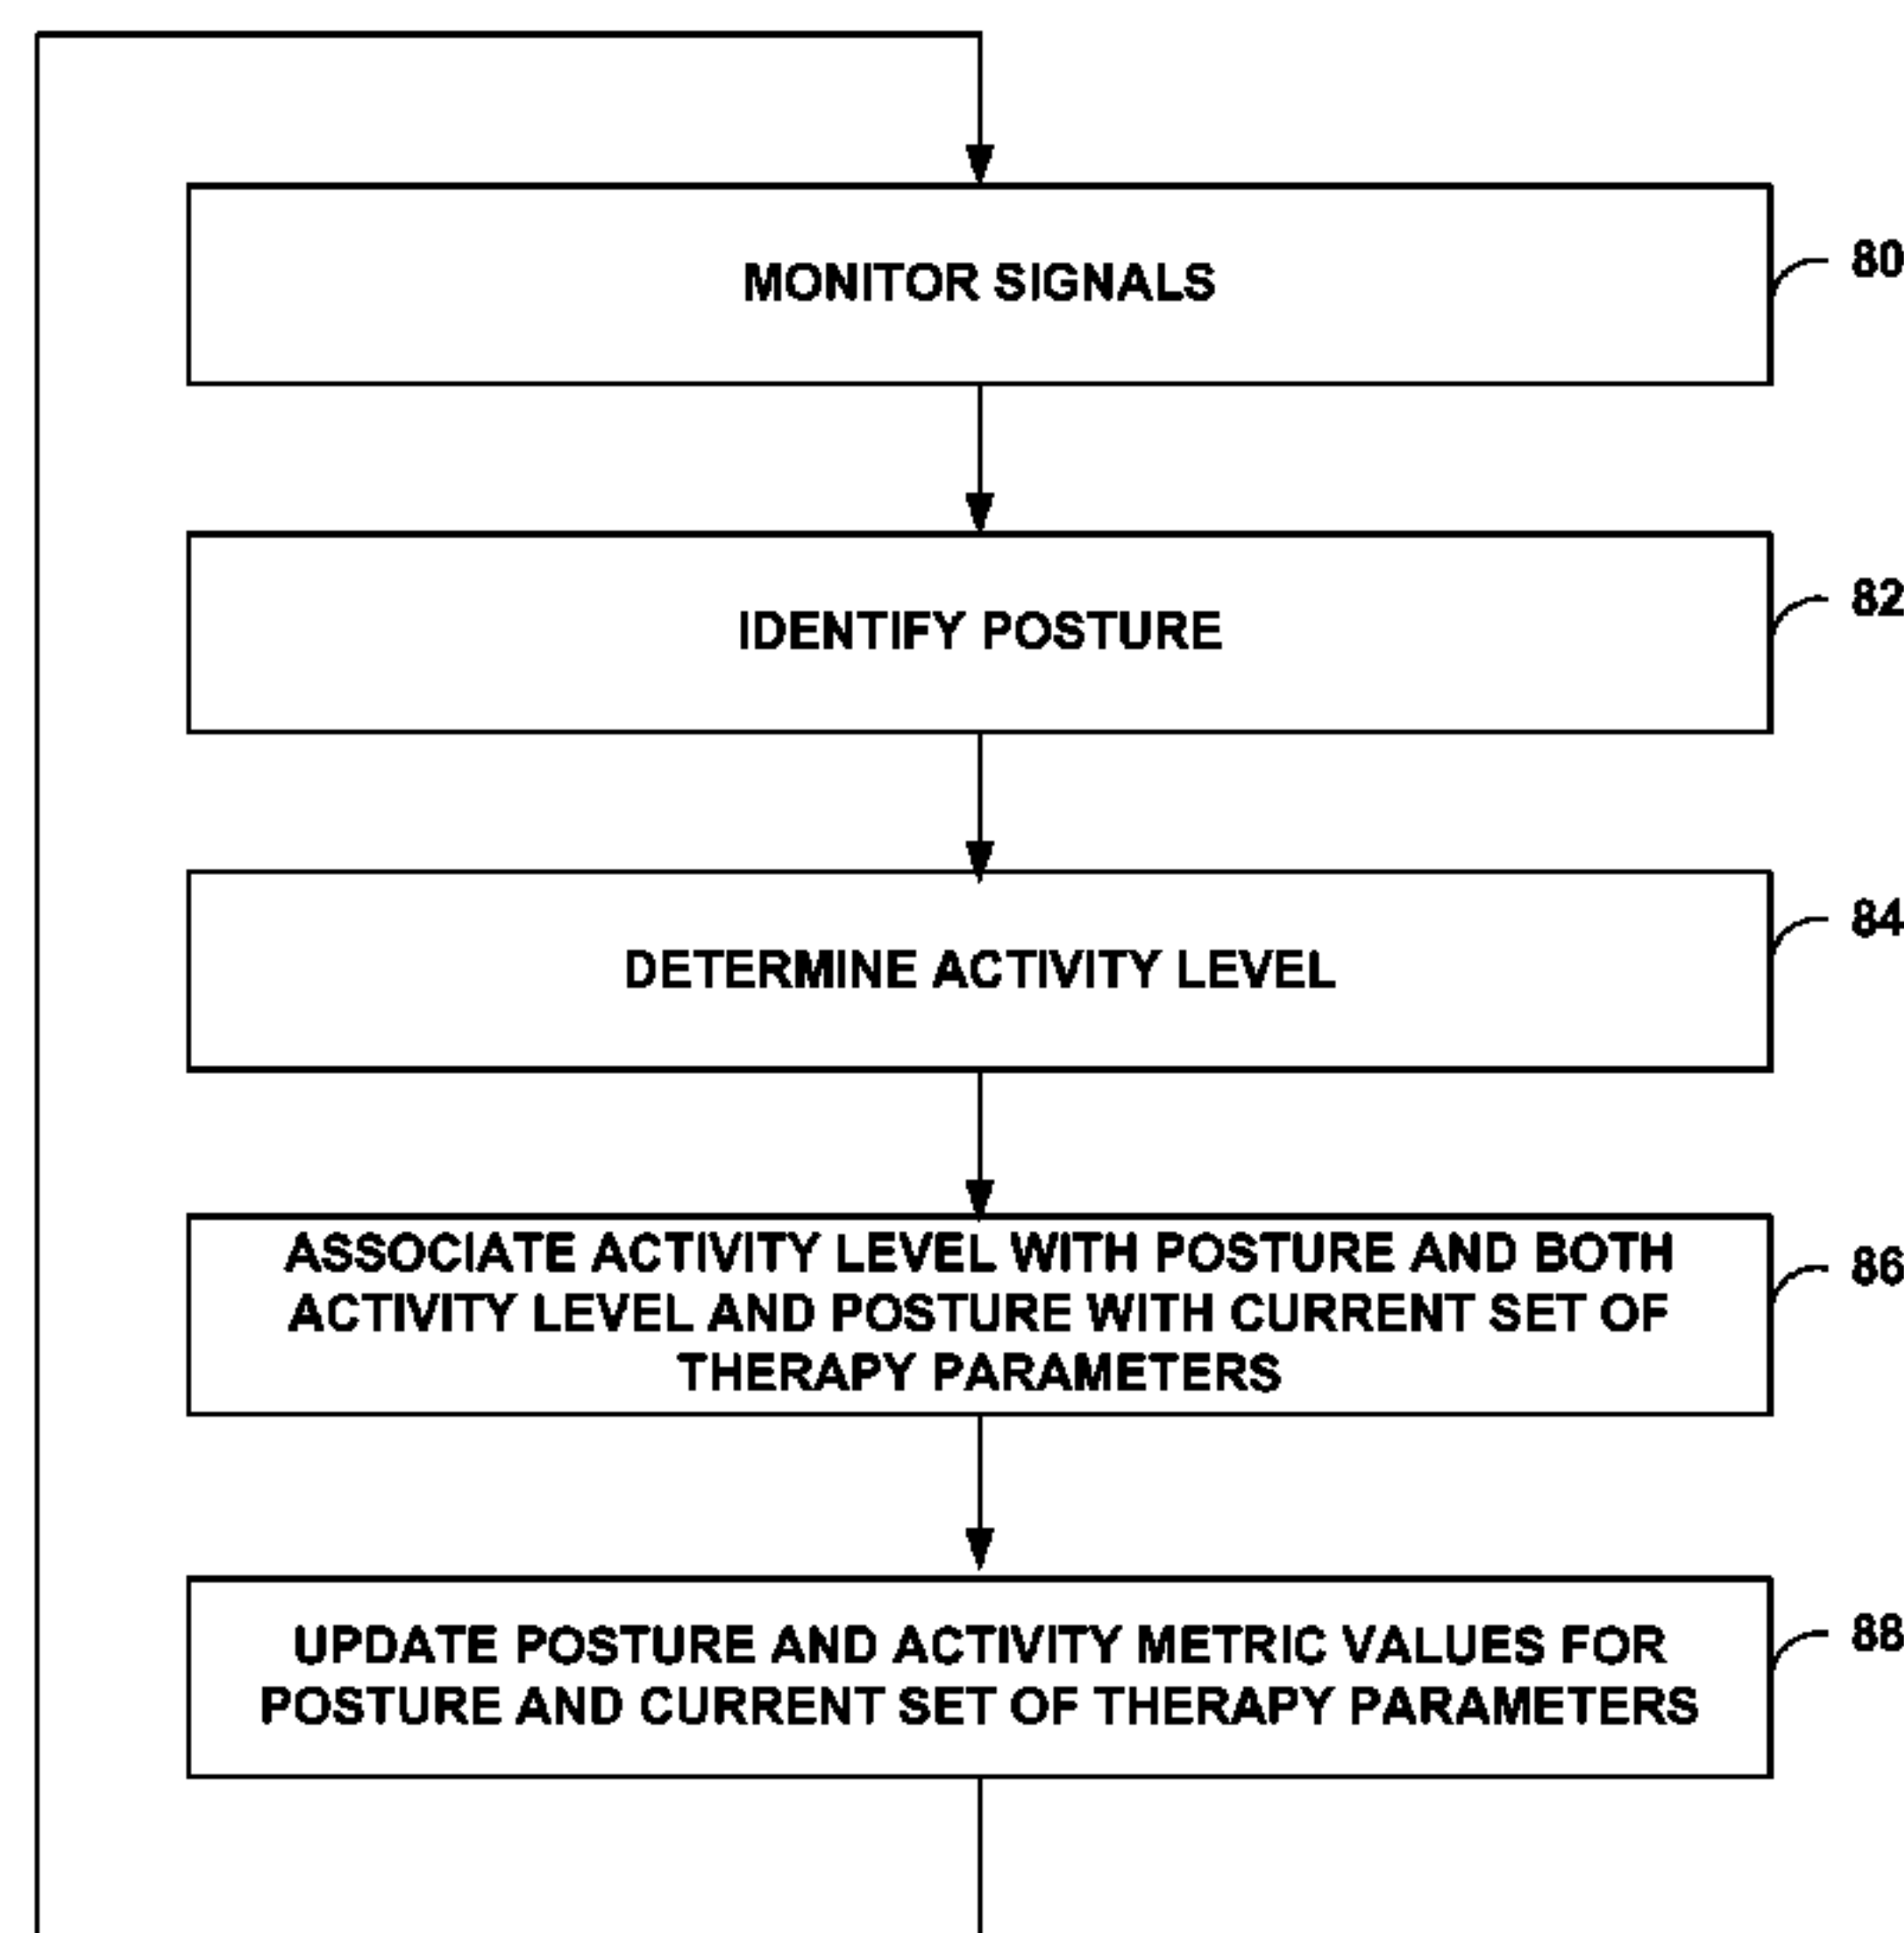 MONITOR SIGNALS
80
IDENTIFY POSTURE
82
DETERMINE ACTIVITY LEVEL
84
ASSOCIATE ACTIVITY LEVEL WITH POSTURE AND BOTH
ACTIVITY LEVEL AND POSTURE WITH CURRENT SET OF
THERAPY PARAMETERS
86
UPDATE POSTURE AND ACTIVITY METRIC VALUES FOR
POSTURE AND CURRENT SET OF THERAPY PARAMETERS
88